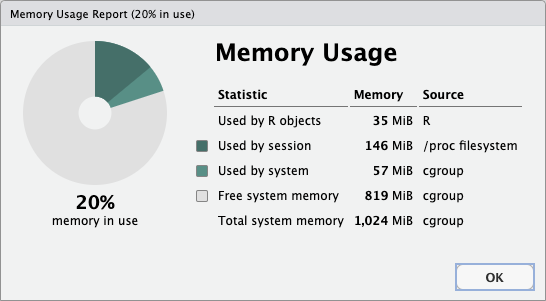 Memory Usage Report (20% in use)
Memory Usage
Statistic Memory Source
Used by R objects 35 MiB R
Used by session 146 MiB /proc filesystem
Used by system 57 MiB cgroup
Free system memory 819 MiB cgroup
Total system memory 1,024 MiB cgroup
20%
memory in use
OK